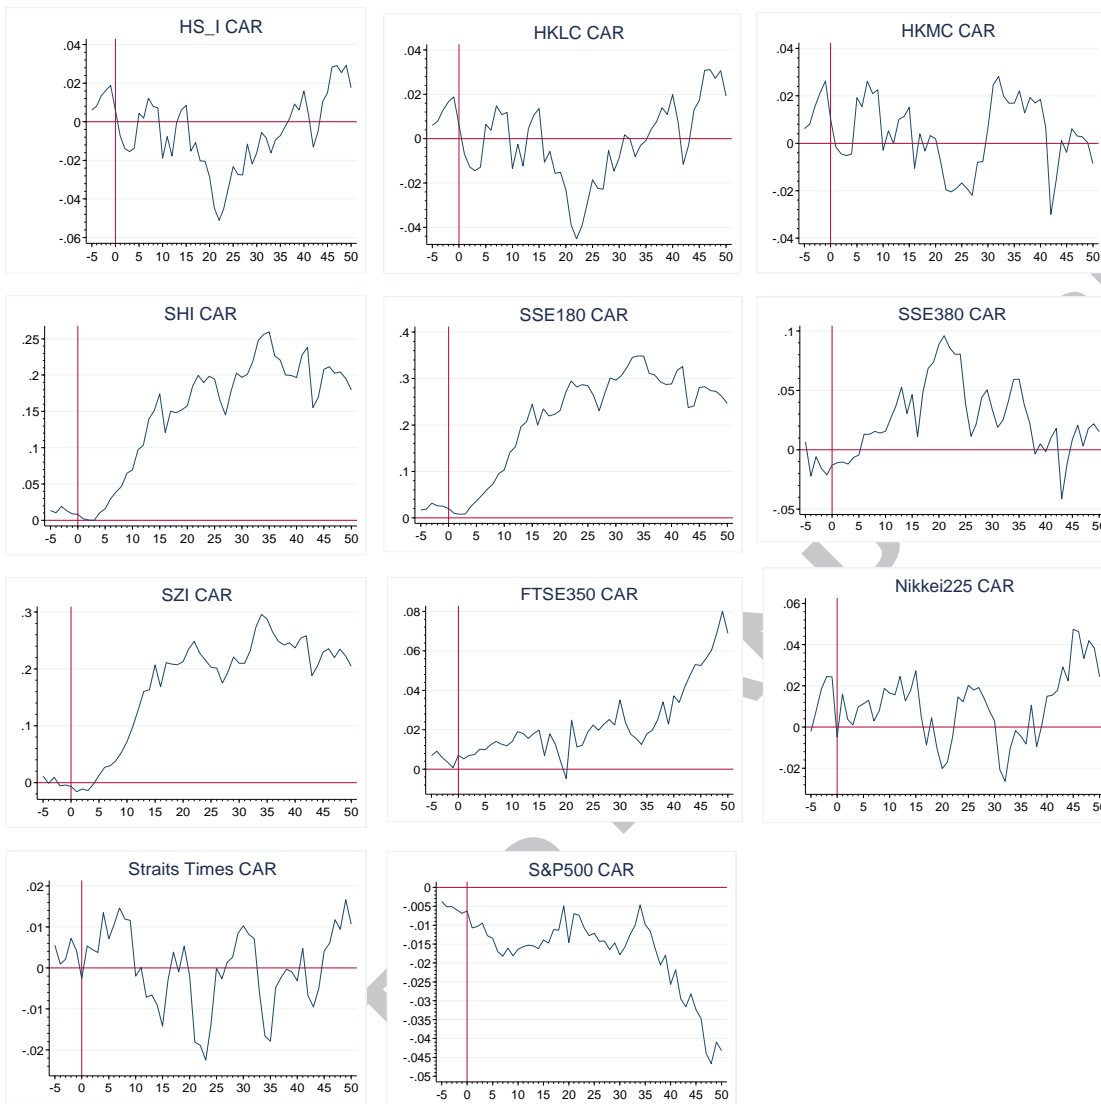 HS_I CAR
.04
.02
0
-.02
-.04
-.06
-5 0 5 10 15 20 25 30 35 40 45 50
HKLC CAR
.04
.02
0
-.02
-.04
-5 0 5 10 15 20 25 30 35 40 45 50
HKMC CAR
.04
.02
0
-.02
-.04
-5 0 5 10 15 20 25 30 35 40 45 50
SHI CAR
.25
.2
.15
.1
.05
0
-5 0 5 10 15 20 25 30 35 40 45 50
SSE180 CAR
.4
.3
.2
.1
0
-5 0 5 10 15 20 25 30 35 40 45 50
SSE380 CAR
.1
.05
0
-.05
-5 0 5 10 15 20 25 30 35 40 45 50
SZI CAR
.3
.2
.1
0
-5 0 5 10 15 20 25 30 35 40 45 50
FTSE350 CAR
.08
.06
.04
.02
0
-5 0 5 10 15 20 25 30 35 40 45 50
Nikkei225 CAR
.06
.04
.02
0
-.02
-5 0 5 10 15 20 25 30 35 40 45 50
Straits Times CAR
.02
.01
0
-.01
-.02
-5 0 5 10 15 20 25 30 35 40 45 50
S&P500 CAR
0
-.005
-.01
-.015
-.02
-.025
-.03
-.035
-.04
-.045
-.05
-5 0 5 10 15 20 25 30 35 40 45 50